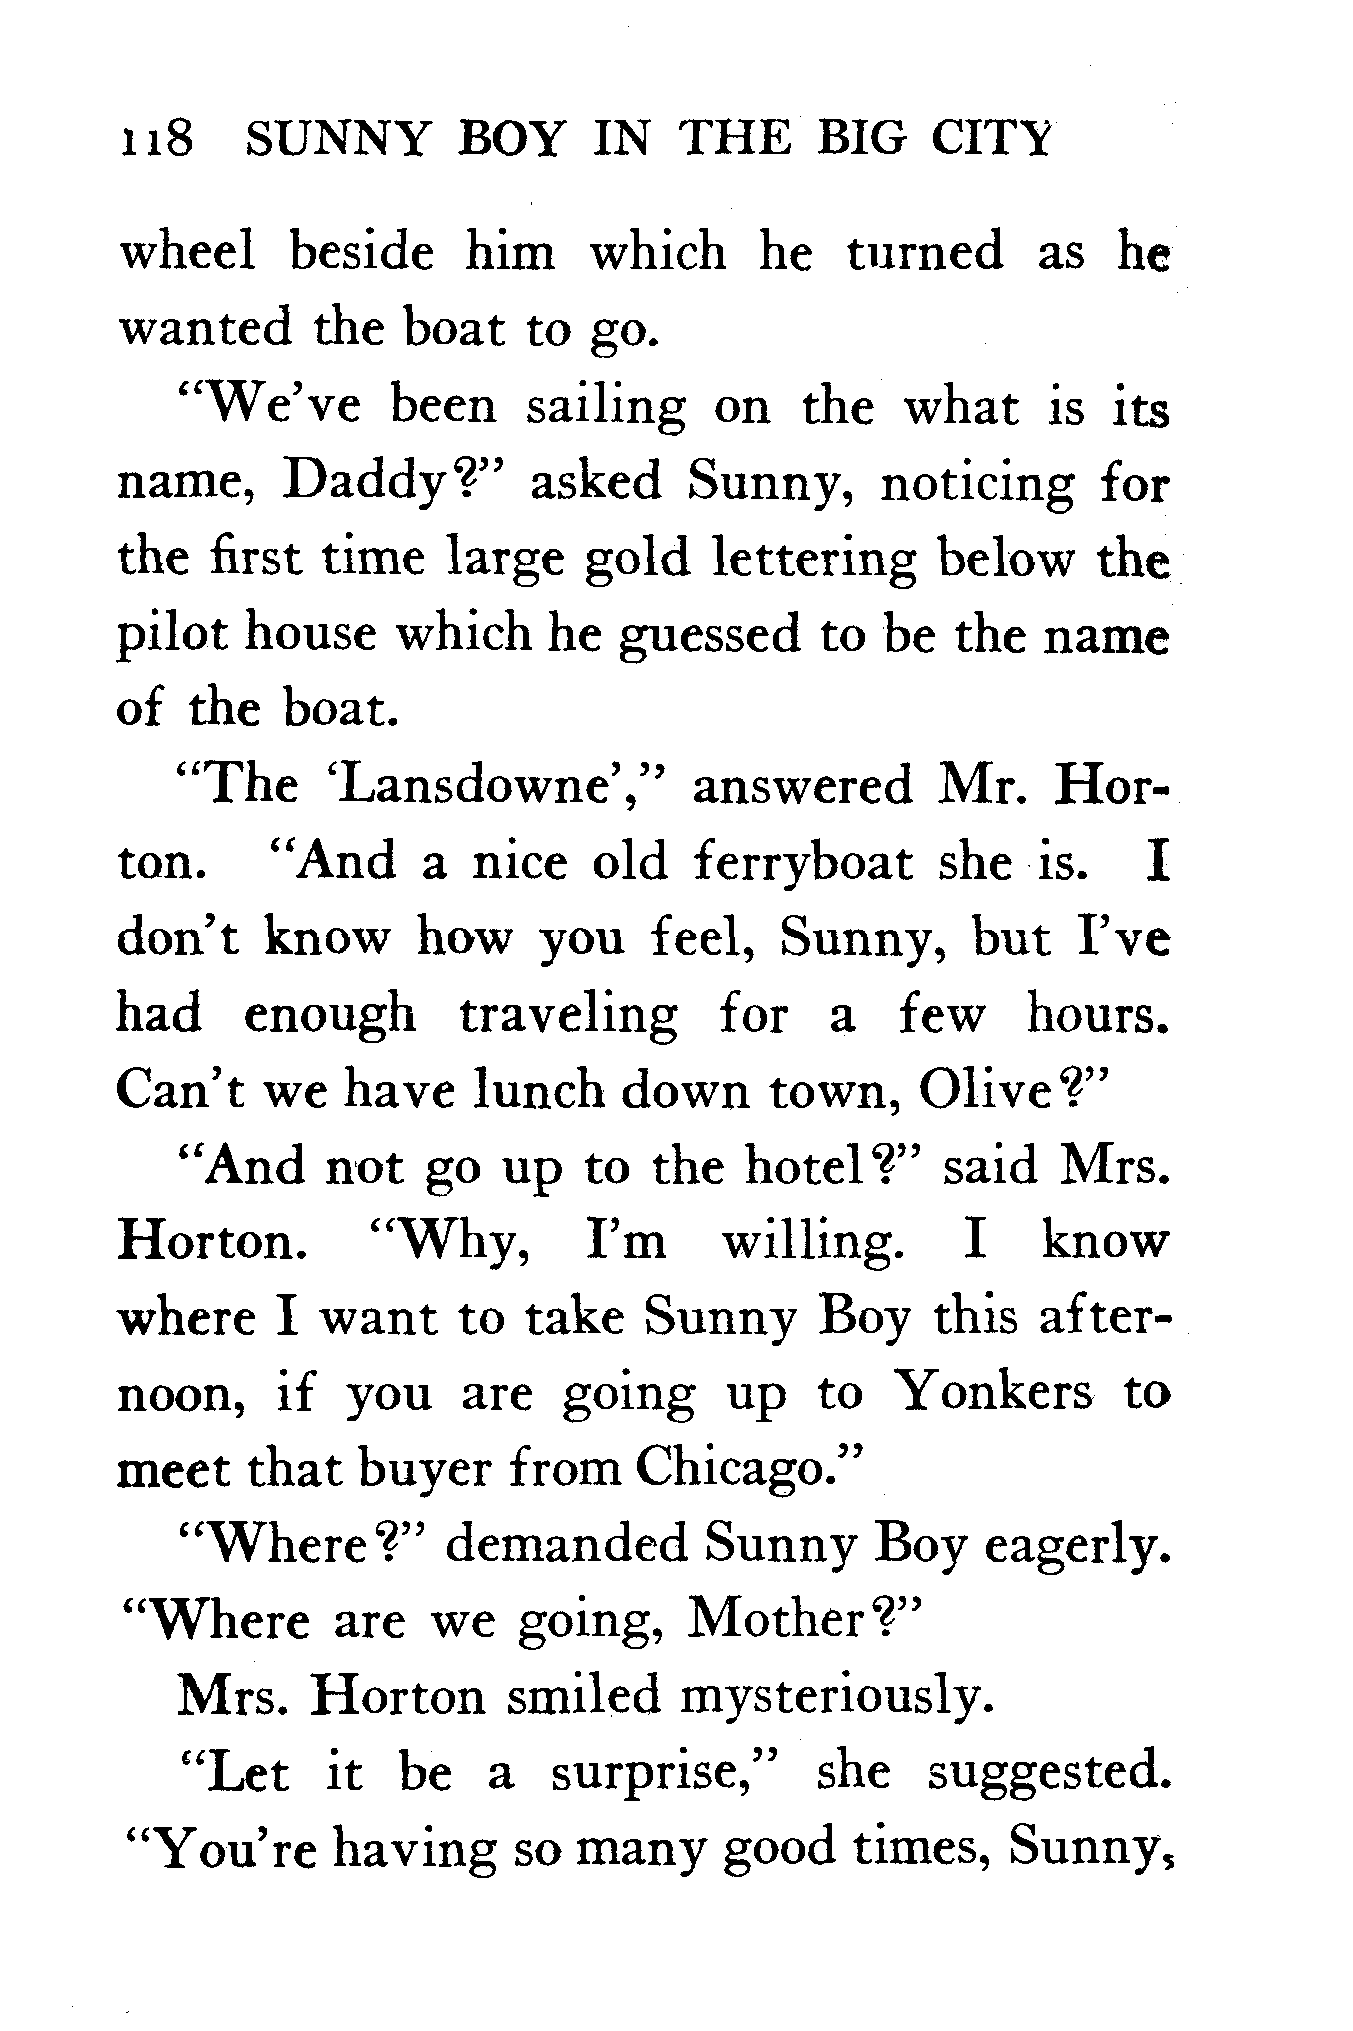 118 SUNNY BOY IN THE BIG CITY
wheel beside him which he turned as he
wanted the boat to go.
“We’ve been sailing on the what is its
name, Daddy?” asked Sunny, noticing for
the first time large gold lettering below the
pilot house which he guessed to be the name
of the boat.
“The ‘Lansdowne’,” answered Mr. Hor-
ton. “And a nice old ferryboat she is. I
don’t know how you feel, Sunny, but I’ve
had enough traveling for a few hours.
Can’t we have lunch down town, Olive?”
“And not go up to the hotel?” said Mrs.
Horton. “Why, I’m willing. I know
where I want to take Sunny Boy this after-
noon, if you are going up to Yonkers to
meet that buyer from Chicago.”
“Where?” demanded Sunny Boy eagerly.
“Where are we going, Mother?”
Mrs. Horton smiled mysteriously.
“Let it be a surprise,” she suggested.
“You’re having so many good times, Sunny,